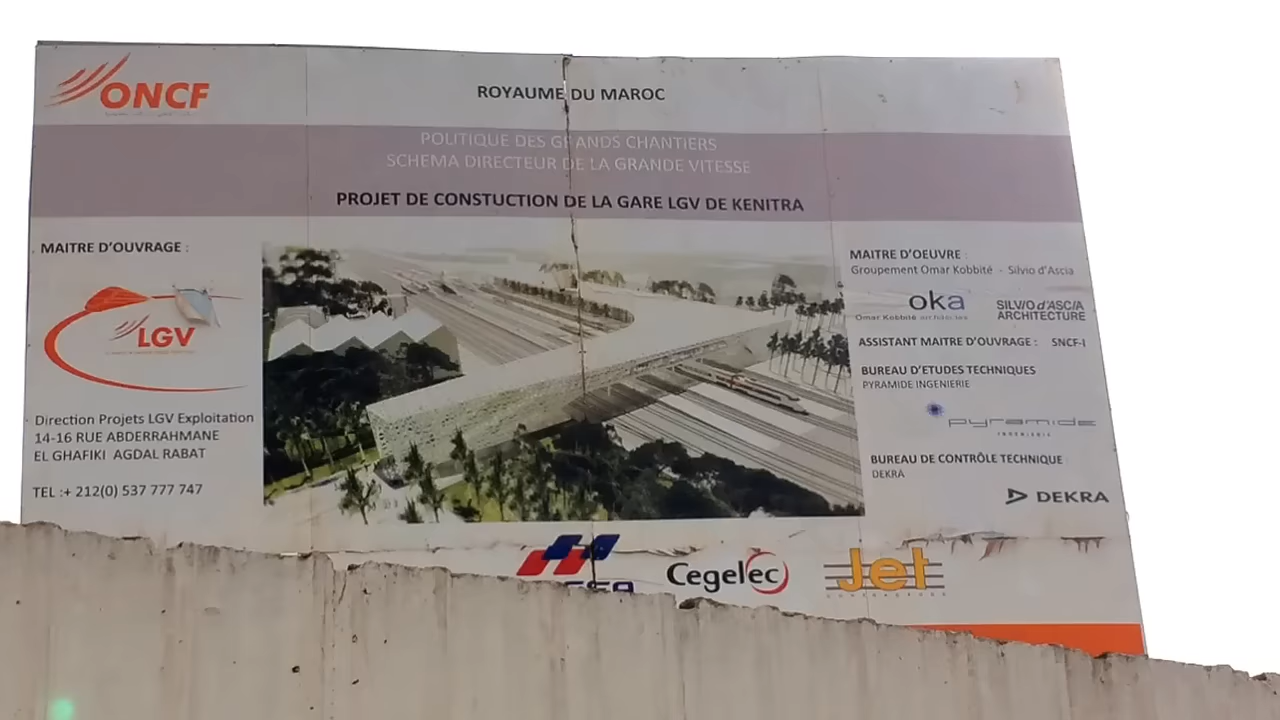 ONCF
ROYAUME DU MAROC
POLITIQUE DES GRANDS CHANTIERS
SCHEMA DIRECTEUR DE LA GRANDE VITESSE
PROJET DE CONSTUCTION DE LA GARE LGV DE KENITRA
MAITRE D'OUVRAGE :
LGV
Direction Projets LGV Exploitation
14-16 RUE ABDERRAHMANE
EL GHAFIKI AGDAL RABAT
TEL :+ 212(0) 537 777 747
MAITRE D'OEUVRE :
Groupement Omar Kobbité - Silvio d'Ascia
oka
Omar Kobbité architectes
SILVIO d'ASCIA
ARCHITECTURE
ASSISTANT MAITRE D'OUVRAGE : SNCF-I
BUREAU D'ETUDES TECHNIQUES
PYRAMIDE INGENIERIE
pyramide
INGENIERIE
BUREAU DE CONTRÔLE TECHNIQUE
DEKRA
DEKRA
Cegelec
Jet
CONTRACTORS